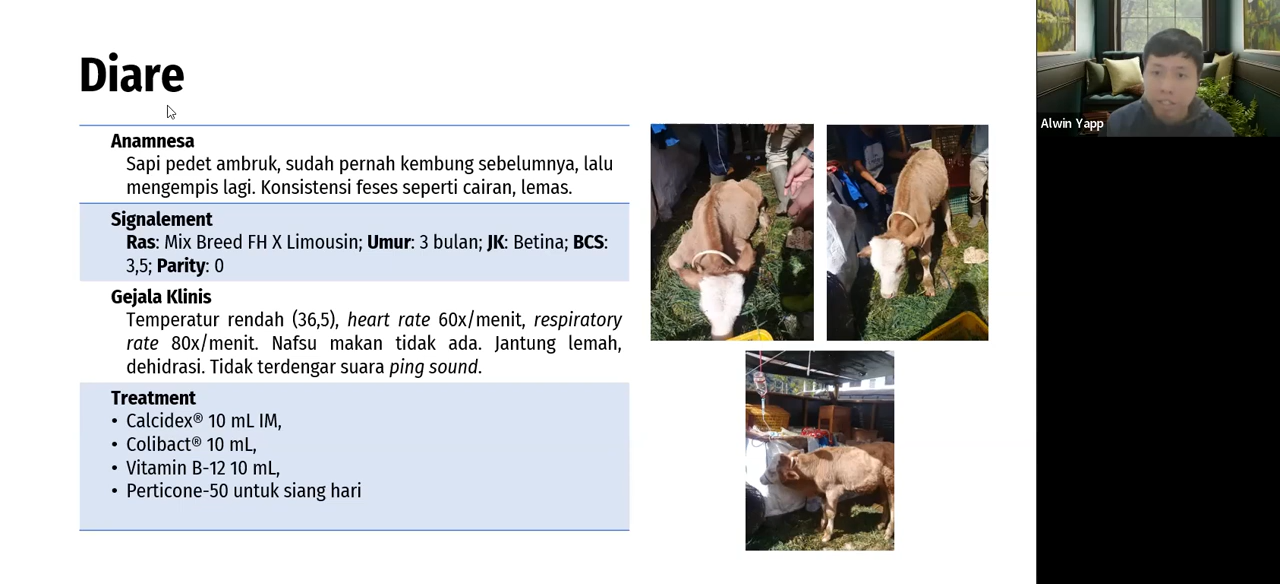 Diare
Anamnesa
Sapi pedet ambruk, sudah pernah kembung sebelumnya, lalu
mengempis lagi. Konsistensi feses seperti cairan, lemas.
Signalement
Ras: Mix Breed FH X Limousin; Umur: 3 bulan; JK: Betina; BCS:
3,5; Parity: 0
Gejala Klinis
Temperatur rendah (36,5), heart rate 60x/menit, respiratory
rate 80x/menit. Nafsu makan tidak ada. Jantung lemah,
dehidrasi. Tidak terdengar suara ping sound.
Treatment
• Calcidex® 10 mL IM,
• Colibact® 10 mL,
• Vitamin B-12 10 mL,
• Perticone-50 untuk siang hari
Alwin Yapp